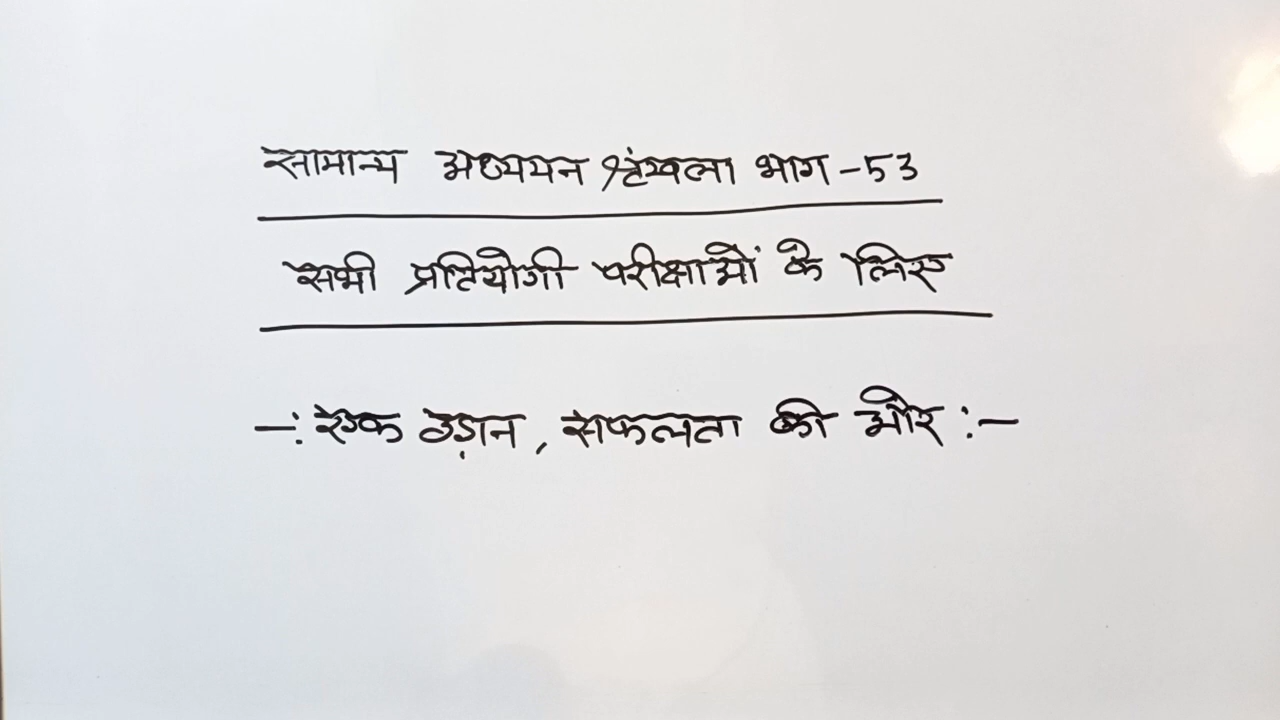 सामान्य अध्ययन श्रृंखला भाग -53
सभी प्रतियोगी परीक्षाओं के लिए
-: एक उड़ान, सफलता की ओर :-